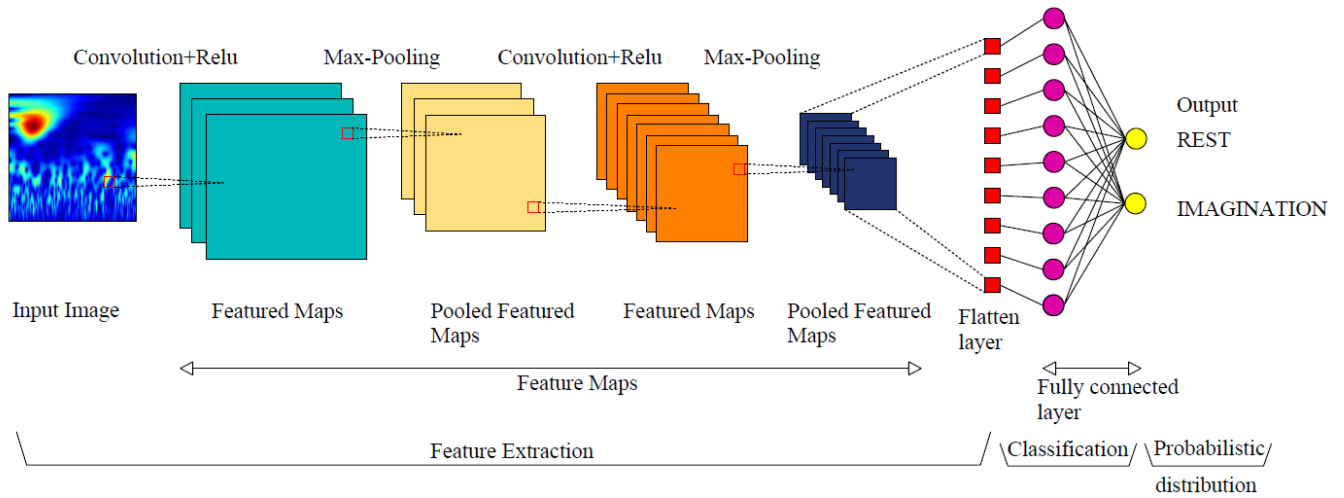 Convolution+Relu
Max-Pooling
Convolution+Relu
Max-Pooling
Output
REST
IMAGINATION
Input Image
Featured Maps
Pooled Featured
Maps
Featured Maps
Pooled Featured
Maps
Flatten
layer
Feature Maps
Fully connected
layer
Feature Extraction
Classification
Probabilistic
distribution